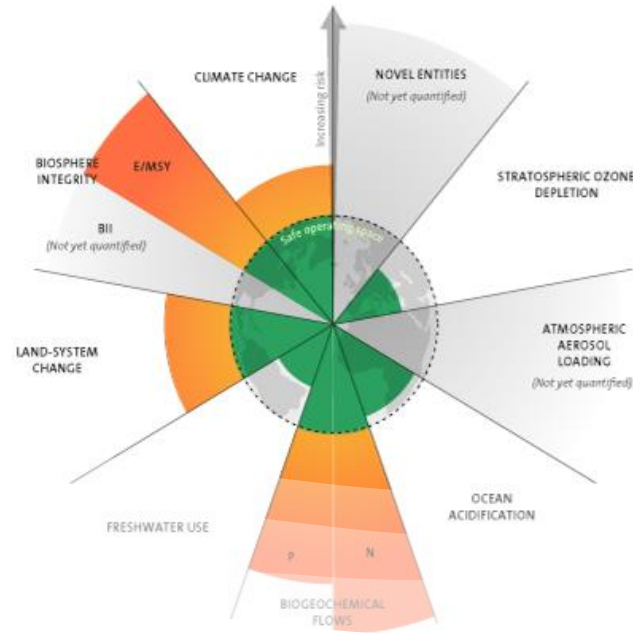 CLIMATE CHANGE
Increasing risk
NOVEL ENTITIES
(Not yet quantified)
STRATOSPHERIC OZONE
DEPLETION
ATMOSPHERIC
AEROSOL
LOADING
(Not yet quantified)
OCEAN
ACIDIFICATION
BIOGEOCHEMICAL
FLOWS
P
N
FRESHWATER USE
LAND-SYSTEM
CHANGE
BIOSPHERE
INTEGRITY
E/MSY
BII
(Not yet quantified)
Safe operating space